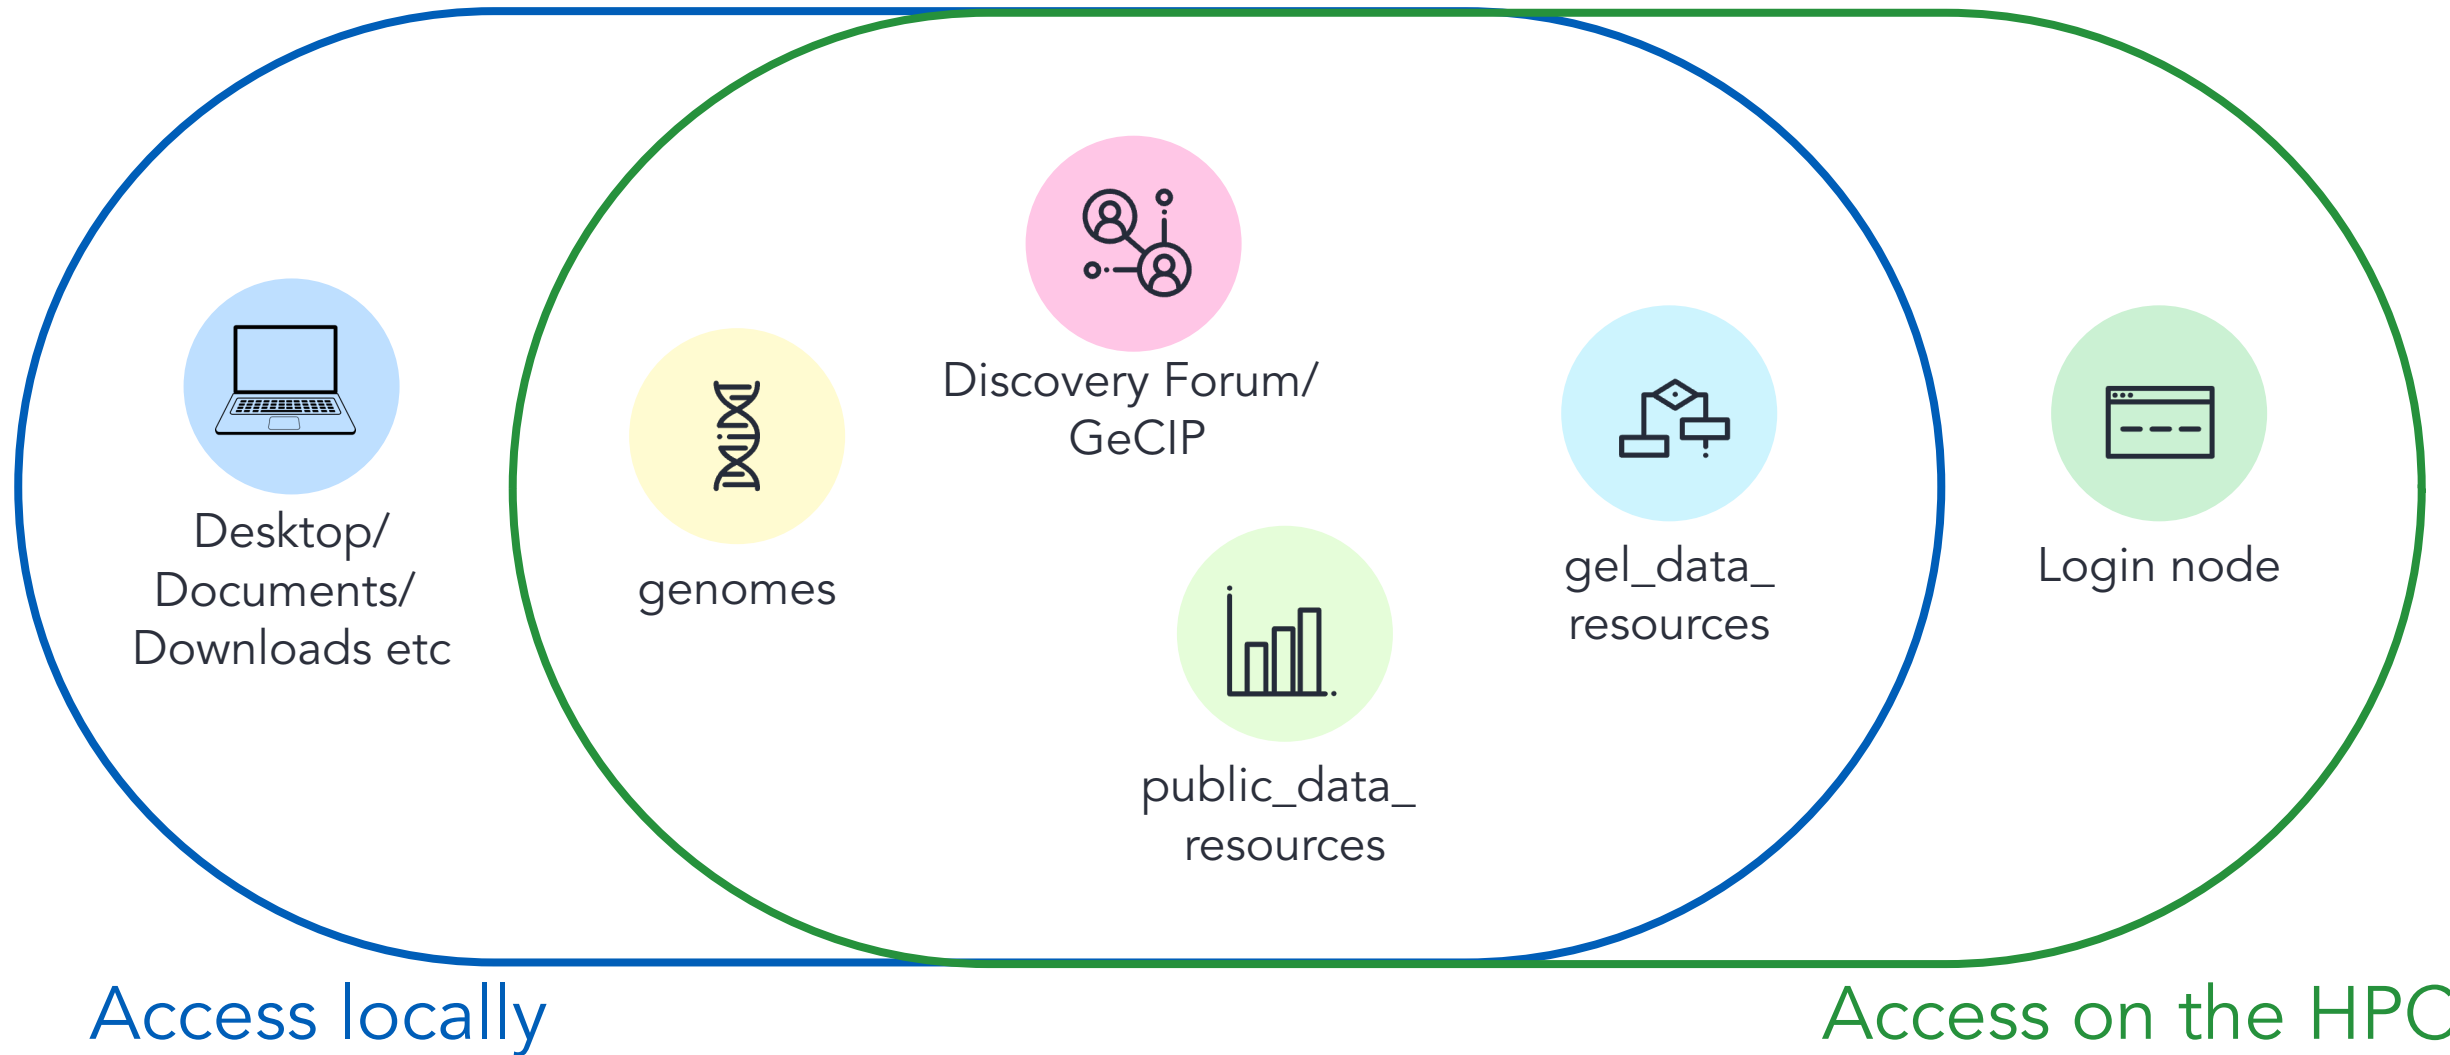 Discovery Forum/
GeCIP
Desktop/
Documents/
Downloads etc
genomes
gel_data_
resources
Login node
public_data_
resources
Access locally
Access on the HPC